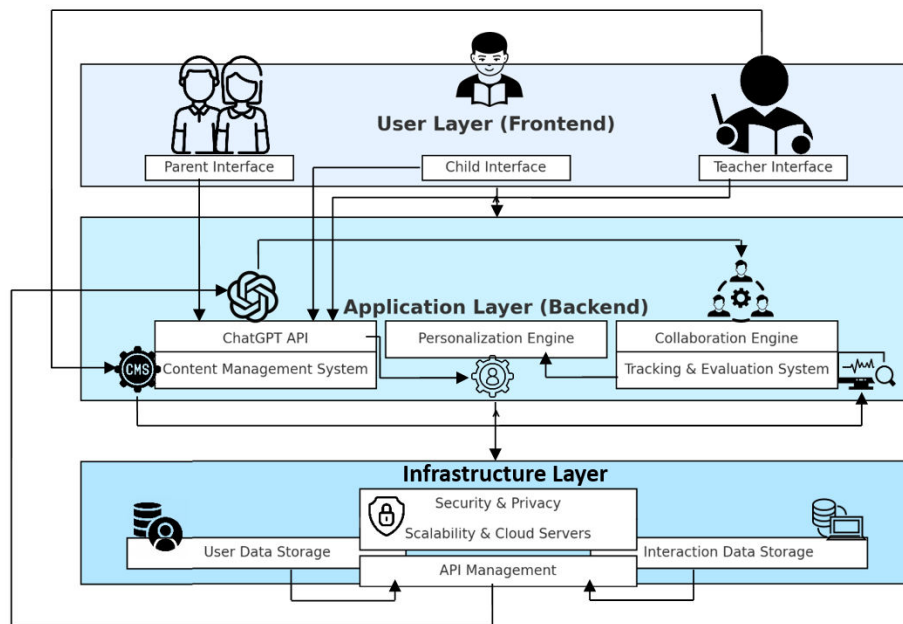 User Layer (Frontend)
Parent Interface
Child Interface
Teacher Interface
Application Layer (Backend)
ChatGPT API
Personalization Engine
Collaboration Engine
CMS
Content Management System
Tracking & Evaluation System
Infrastructure Layer
Security & Privacy
Scalability & Cloud Servers
User Data Storage
Interaction Data Storage
API Management